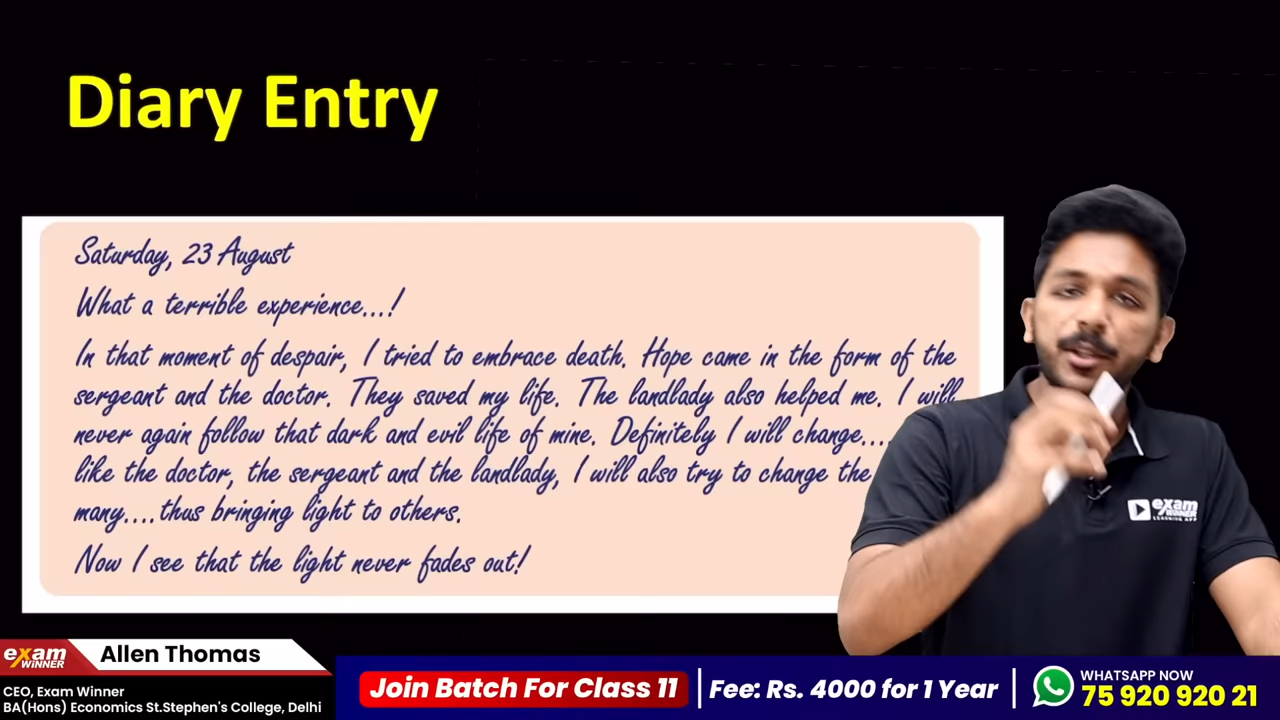 Diary Entry
Saturday, 23 August
What a terrible experience...!
In that moment of despair, I tried to embrace death. Hope came in the form of the
sergeant and the doctor. They saved my life. The landlady also helped me. I will
never again follow that dark and evil life of mine. Definitely I will change....
like the doctor, the sergeant and the landlady, I will also try to change the
many....thus bringing light to others.
Now I see that the light never fades out!
exam
WINNER
LEARNING APP
exam
WINNER
Allen Thomas
CEO, Exam Winner
BA(Hons) Economics St.Stephen's College, Delhi
Join Batch For Class 11
Fee: Rs. 4000 for 1 Year
WHATSAPP NOW
75 920 920 21